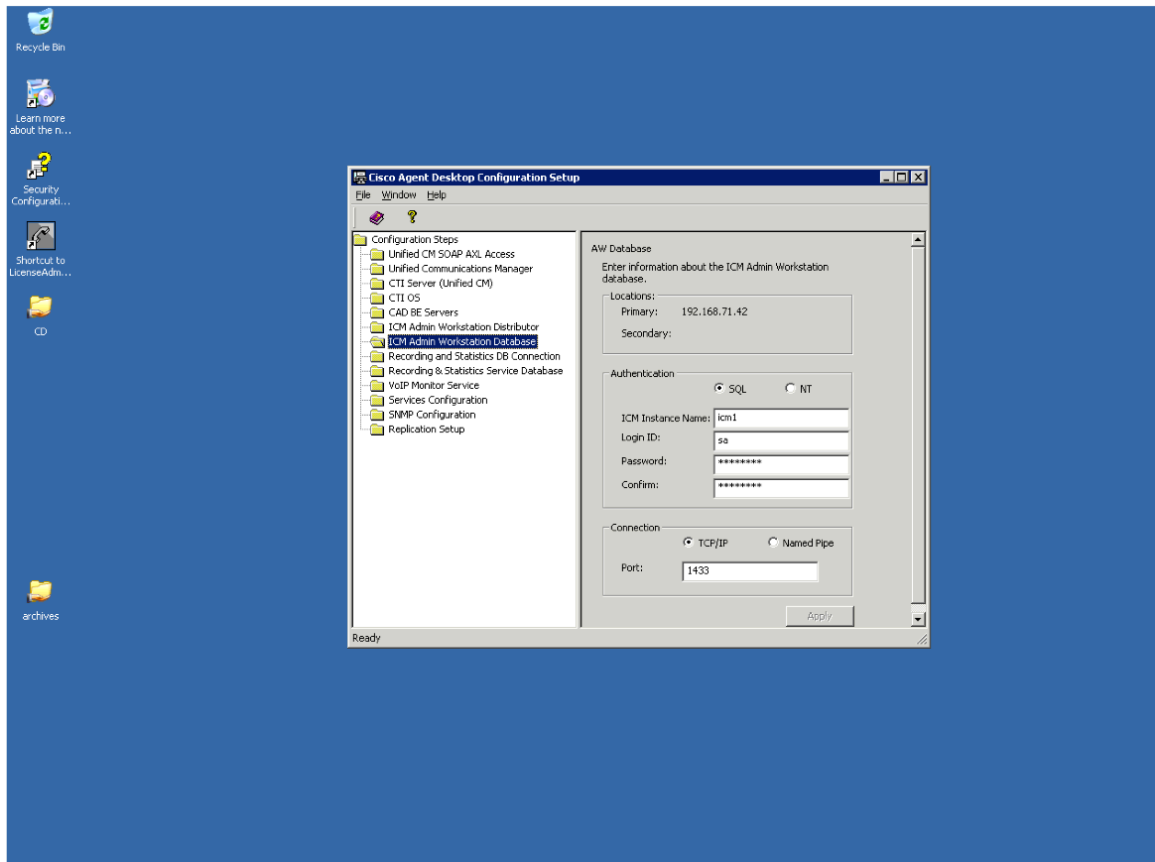 Recycle Bin
Learn more
about the n...
Security
Configurati...
Shortcut to
LicenseAdm...
CD
archives
Cisco Agent Desktop Configuration Setup
File Window Help
Configuration Steps
Unified CM SOAP AXL Access
Unified Communications Manager
CTI Server (Unified CM)
CTI OS
CAD BE Servers
ICM Admin Workstation Distributor
ICM Admin Workstation Database
Recording and Statistics DB Connection
Recording & Statistics Service Database
VoIP Monitor Service
Services Configuration
SNMP Configuration
Replication Setup
AW Database
Enter information about the ICM Admin Workstation
database.
Locations:
Primary: 192.168.71.42
Secondary:
Authentication
SQL NT
ICM Instance Name: icm1
Login ID: sa
Password: ********
Confirm: ********
Connection
TCP/IP Named Pipe
Port: 1433
Apply
Ready